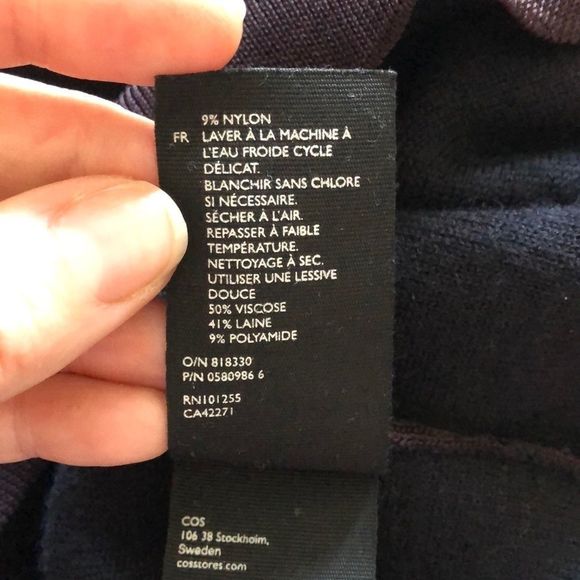 9% NYLON
FR LAVER À LA MACHINE À
L'EAU FROIDE CYCLE
DÉLICAT.
BLANCHIR SANS CHLORE
SI NÉCESSAIRE.
SÉCHER À L'AIR.
REPASSER À FAIBLE
TEMPÉRATURE.
NETTOYAGE À SEC.
UTILISER UNE LESSIVE
DOUCE
50% VISCOSE
41% LAINE
9% POLYAMIDE
O/N 818330
P/N 0580986 6
RN101255
CA42271
COS
106 38 Stockholm,
Sweden
cosstores.com